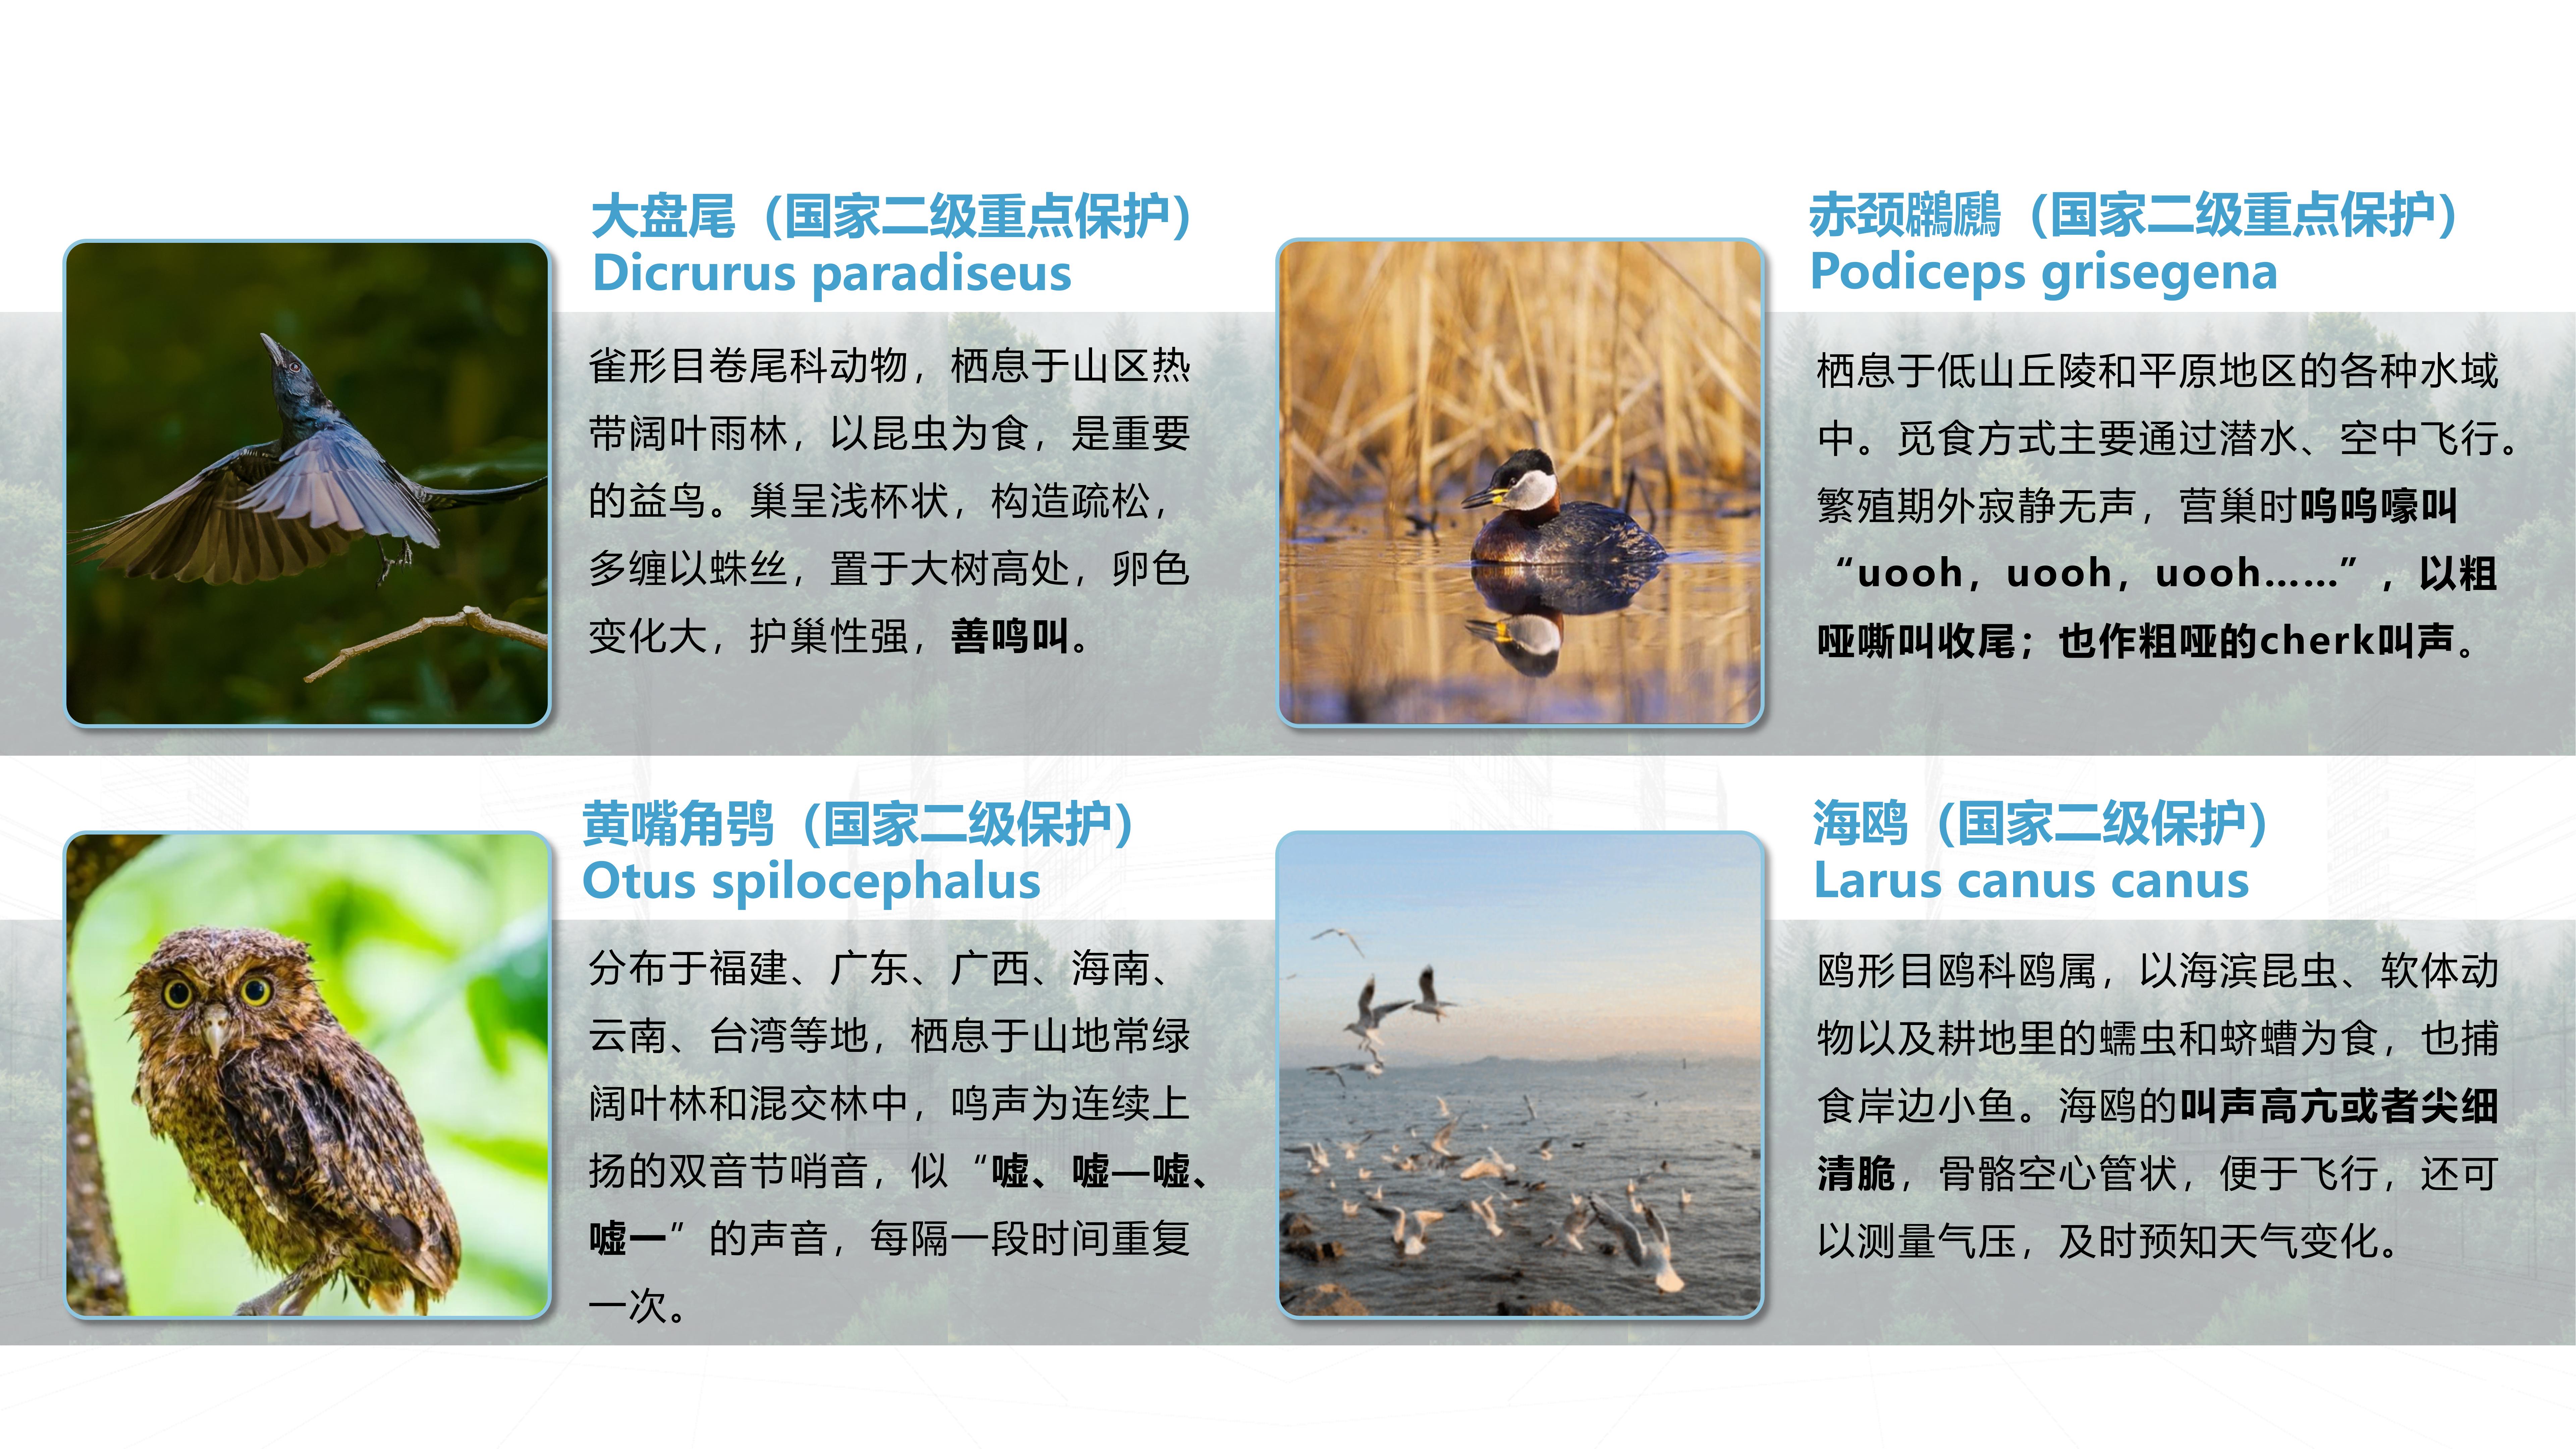 大盘尾（国家二级重点保护）
Dicrurus paradiseus
雀形目卷尾科动物，栖息于山区热
带阔叶雨林，以昆虫为食，是重要
的益鸟。巢呈浅杯状，构造疏松，
多缠以蛛丝，置于大树高处，卵色
变化大，护巢性强，善鸣叫。
赤颈䴙䴘（国家二级重点保护）
Podiceps grisegena
栖息于低山丘陵和平原地区的各种水域
中。觅食方式主要通过潜水、空中飞行。
繁殖期外寂静无声，营巢时呜呜嚎叫
“uooh，uooh，uooh……”，以粗
哑嘶叫收尾；也作粗哑的cherk叫声。
黄嘴角鸮（国家二级保护）
Otus spilocephalus
分布于福建、广东、广西、海南、
云南、台湾等地，栖息于山地常绿
阔叶林和混交林中，鸣声为连续上
扬的双音节哨音，似“嘘、嘘—嘘、
嘘一”的声音，每隔一段时间重复
一次。
海鸥（国家二级保护）
Larus canus canus
鸥形目鸥科鸥属，以海滨昆虫、软体动
物以及耕地里的蠕虫和蛴螬为食，也捕
食岸边小鱼。海鸥的叫声高亢或者尖细
清脆，骨骼空心管状，便于飞行，还可
以测量气压，及时预知天气变化。